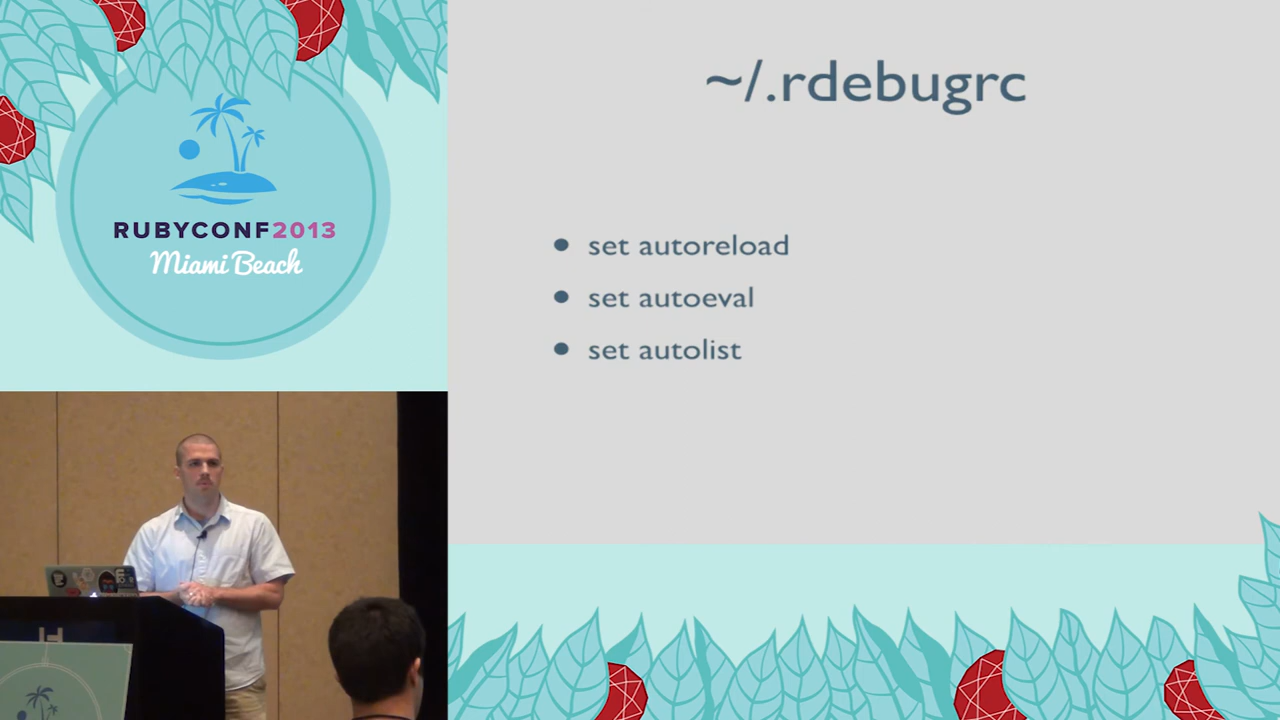 RUBYCONF2013
Miami Beach
~/.rdebugrc
• set autoreload
• set autoeval
• set autolist